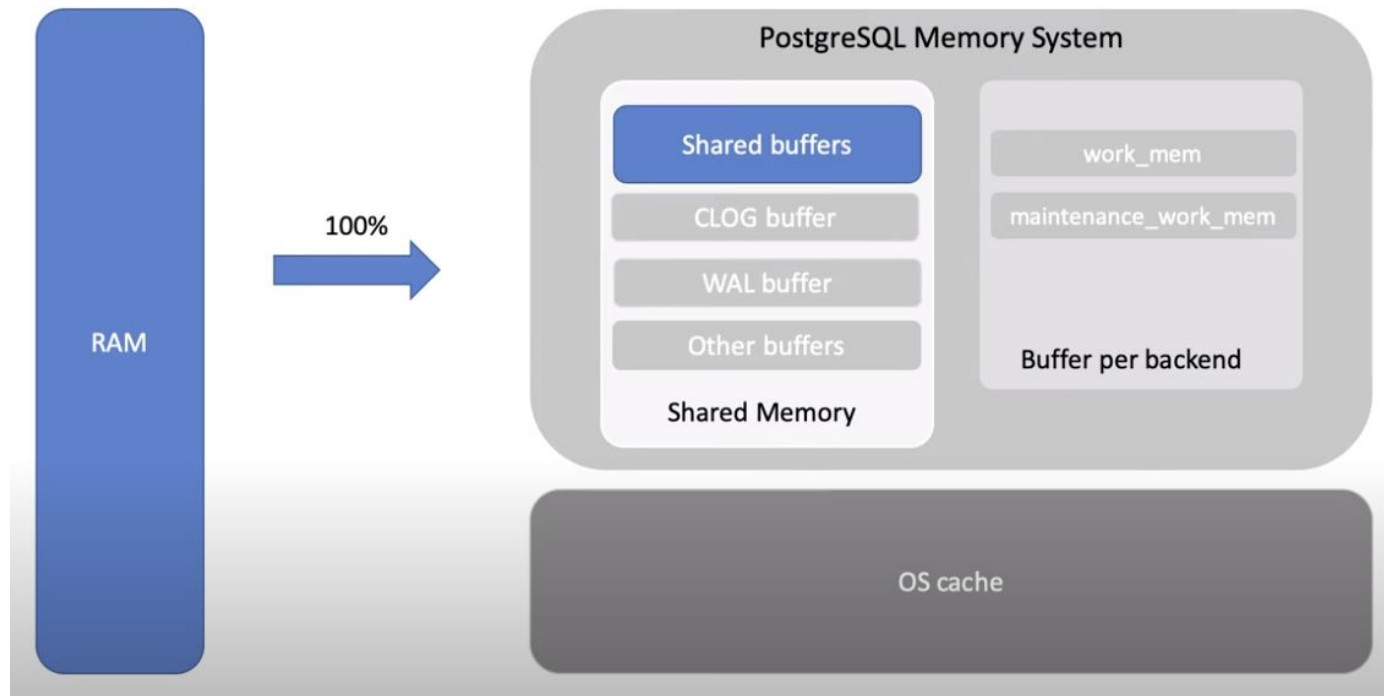 PostgreSQL Memory System
Shared buffers
CLOG buffer
WAL buffer
Other buffers
Shared Memory
work_mem
maintenance_work_mem
Buffer per backend
100%
RAM
OS cache